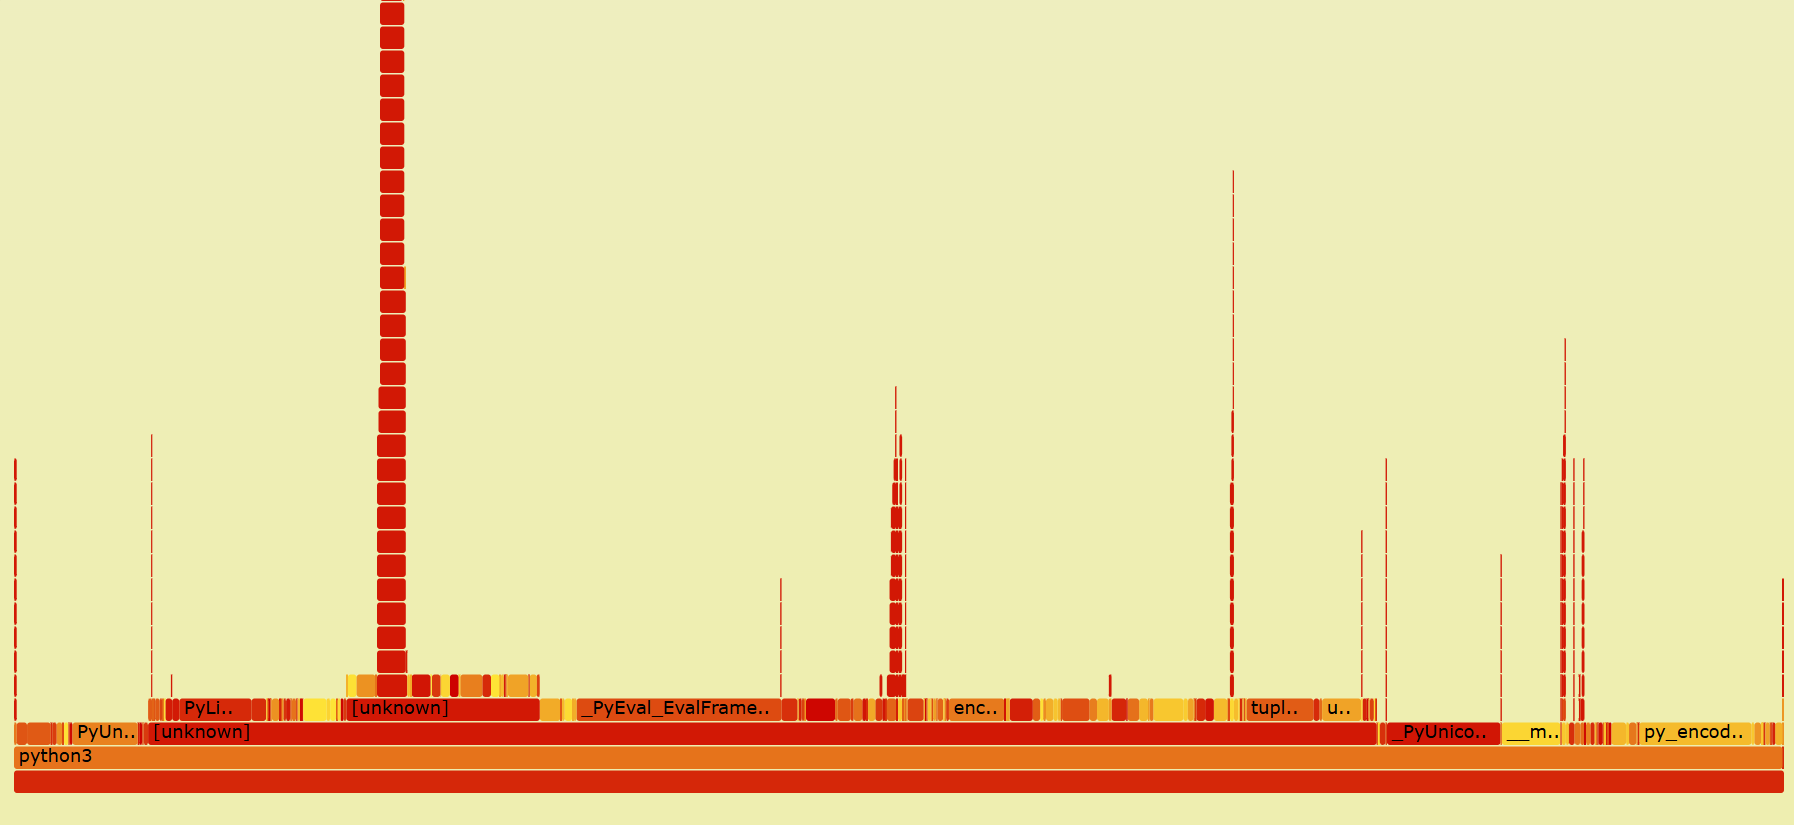 PyLi..
[unknown]
_PyEval_EvalFrame..
enc..
tupl..
u..
PyUn..
[unknown]
_PyUnico..
__m..
py_encod..
python3